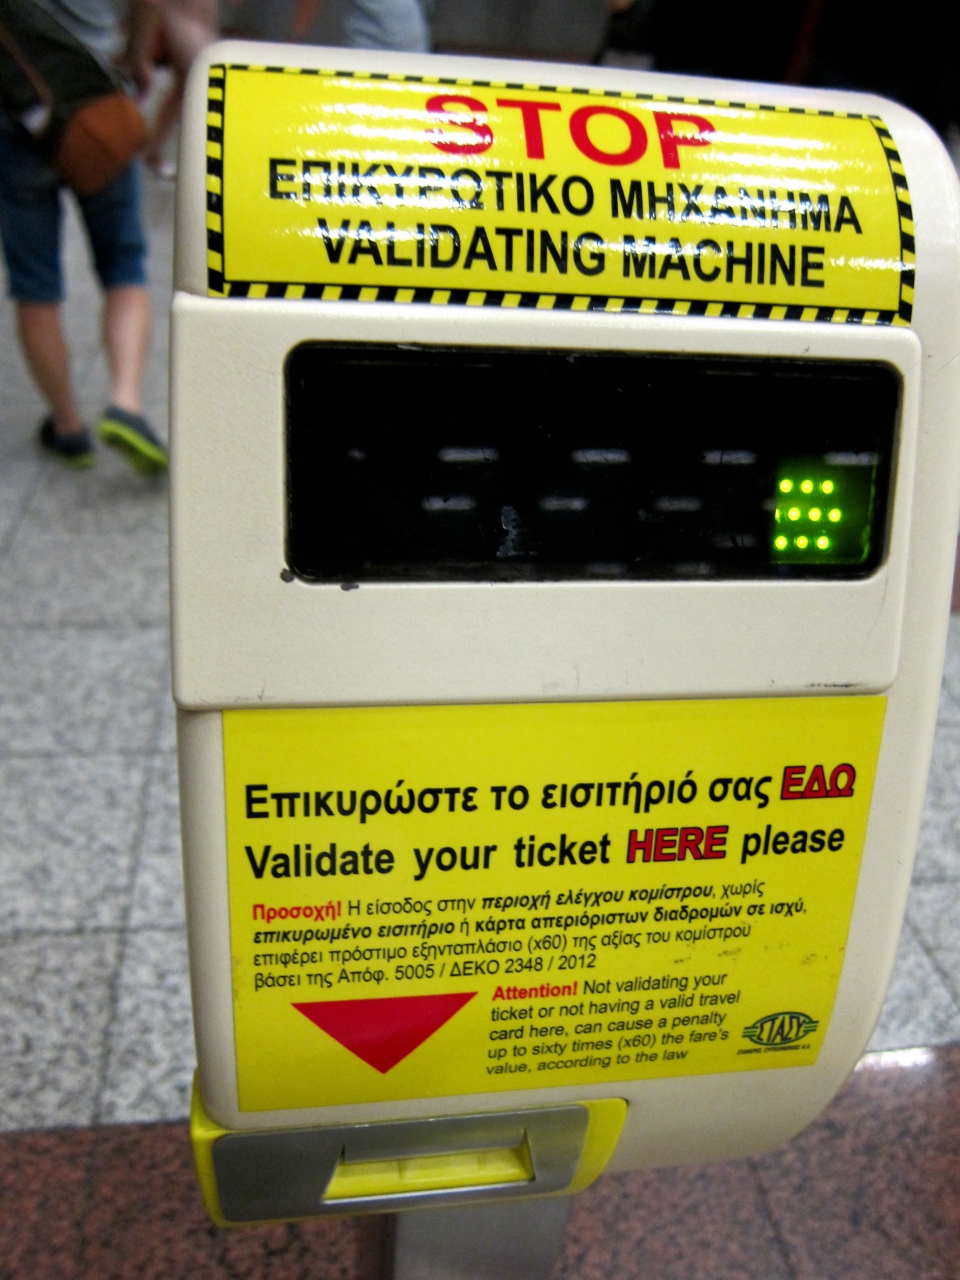 STOP
ΕΠΙΚΥΡΩΤΙΚΟ ΜΗΧΑΝΗΜΑ
VALIDATING MACHINE
Επικυρώστε το εισιτήριό σας ΕΔΩ
Validate your ticket HERE please
Προσοχή! Η είσοδος στην περιοχή ελέγχου κομίστρου, χωρίς
επικυρωμένο εισιτήριο ή κάρτα απεριόριστων διαδρομών σε ισχύ,
επιφέρει πρόστιμο εξηνταπλάσιο (x60) της αξίας του κομίστρου
βάσει της Απόφ. 5005 / ΔΕΚΟ 2348 / 2012
Attention! Not validating your
ticket or not having a valid travel
card here, can cause a penalty
up to sixty times (x60) the fare's
value, according to the law
ΣΤΑΣΥ
ΣΤΑΘΕΡΕΣ ΣΥΓΚΟΙΝΩΝΙΕΣ Α.Ε.